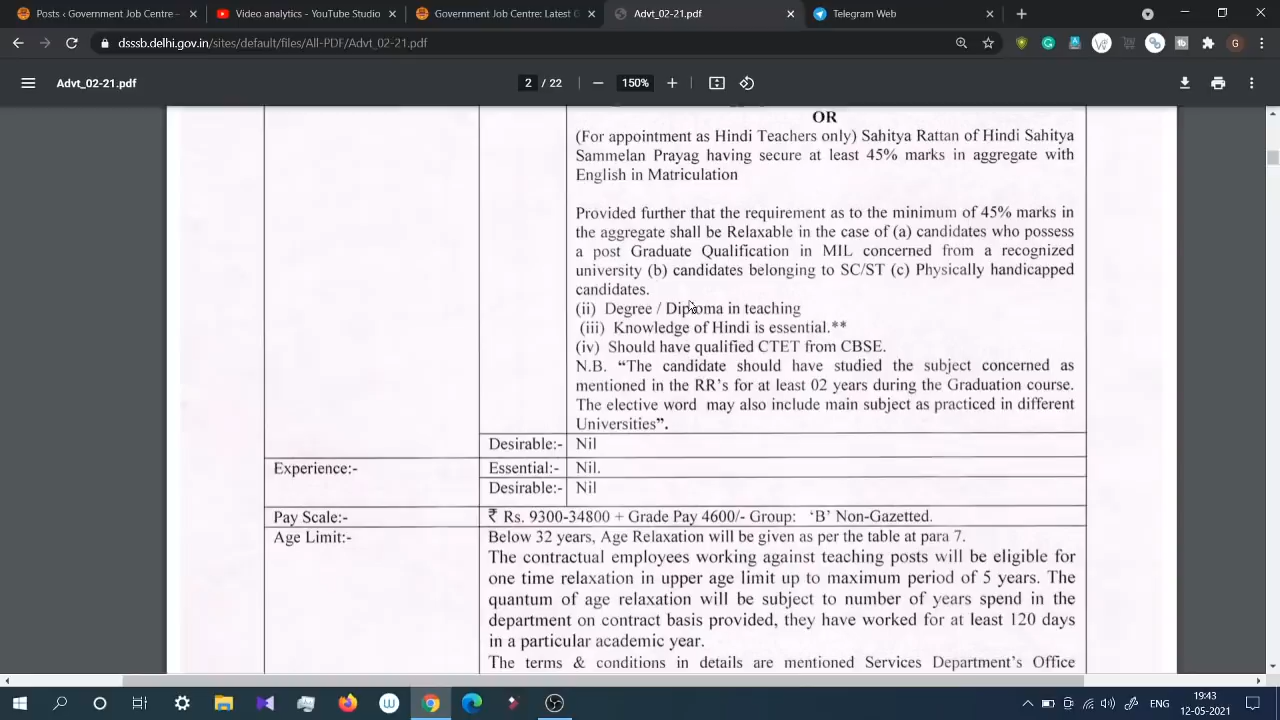 Posts ‹ Government Job Centre —
Video analytics - YouTube Studio
Government Job Centre: Latest G
Advt_02-21.pdf
Telegram Web
dsssb.delhi.gov.in/sites/default/files/All-PDF/Advt_02-21.pdf
G
Advt_02-21.pdf
2 / 22
150%
OR
(For appointment as Hindi Teachers only) Sahitya Rattan of Hindi Sahitya
Sammelan Prayag having secure at least 45% marks in aggregate with
English in Matriculation
Provided further that the requirement as to the minimum of 45% marks in
the aggregate shall be Relaxable in the case of (a) candidates who possess
a post Graduate Qualification in MIL concerned from a recognized
university (b) candidates belonging to SC/ST (c) Physically handicapped
candidates.
(ii) Degree / Diploma in teaching
(iii) Knowledge of Hindi is essential.**
(iv) Should have qualified CTET from CBSE.
N.B. “The candidate should have studied the subject concerned as
mentioned in the RR’s for at least 02 years during the Graduation course.
The elective word may also include main subject as practiced in different
Universities”.
Desirable:- Nil
Experience:- Essential:- Nil.
Desirable:- Nil
Pay Scale:- ₹ Rs. 9300-34800 + Grade Pay 4600/- Group: ‘B’ Non-Gazetted.
Age Limit:- Below 32 years, Age Relaxation will be given as per the table at para 7.
The contractual employees working against teaching posts will be eligible for
one time relaxation in upper age limit up to maximum period of 5 years. The
quantum of age relaxation will be subject to number of years spend in the
department on contract basis provided, they have worked for at least 120 days
in a particular academic year.
The terms & conditions in details are mentioned Services Department’s Office
ENG
19:43
12-05-2021